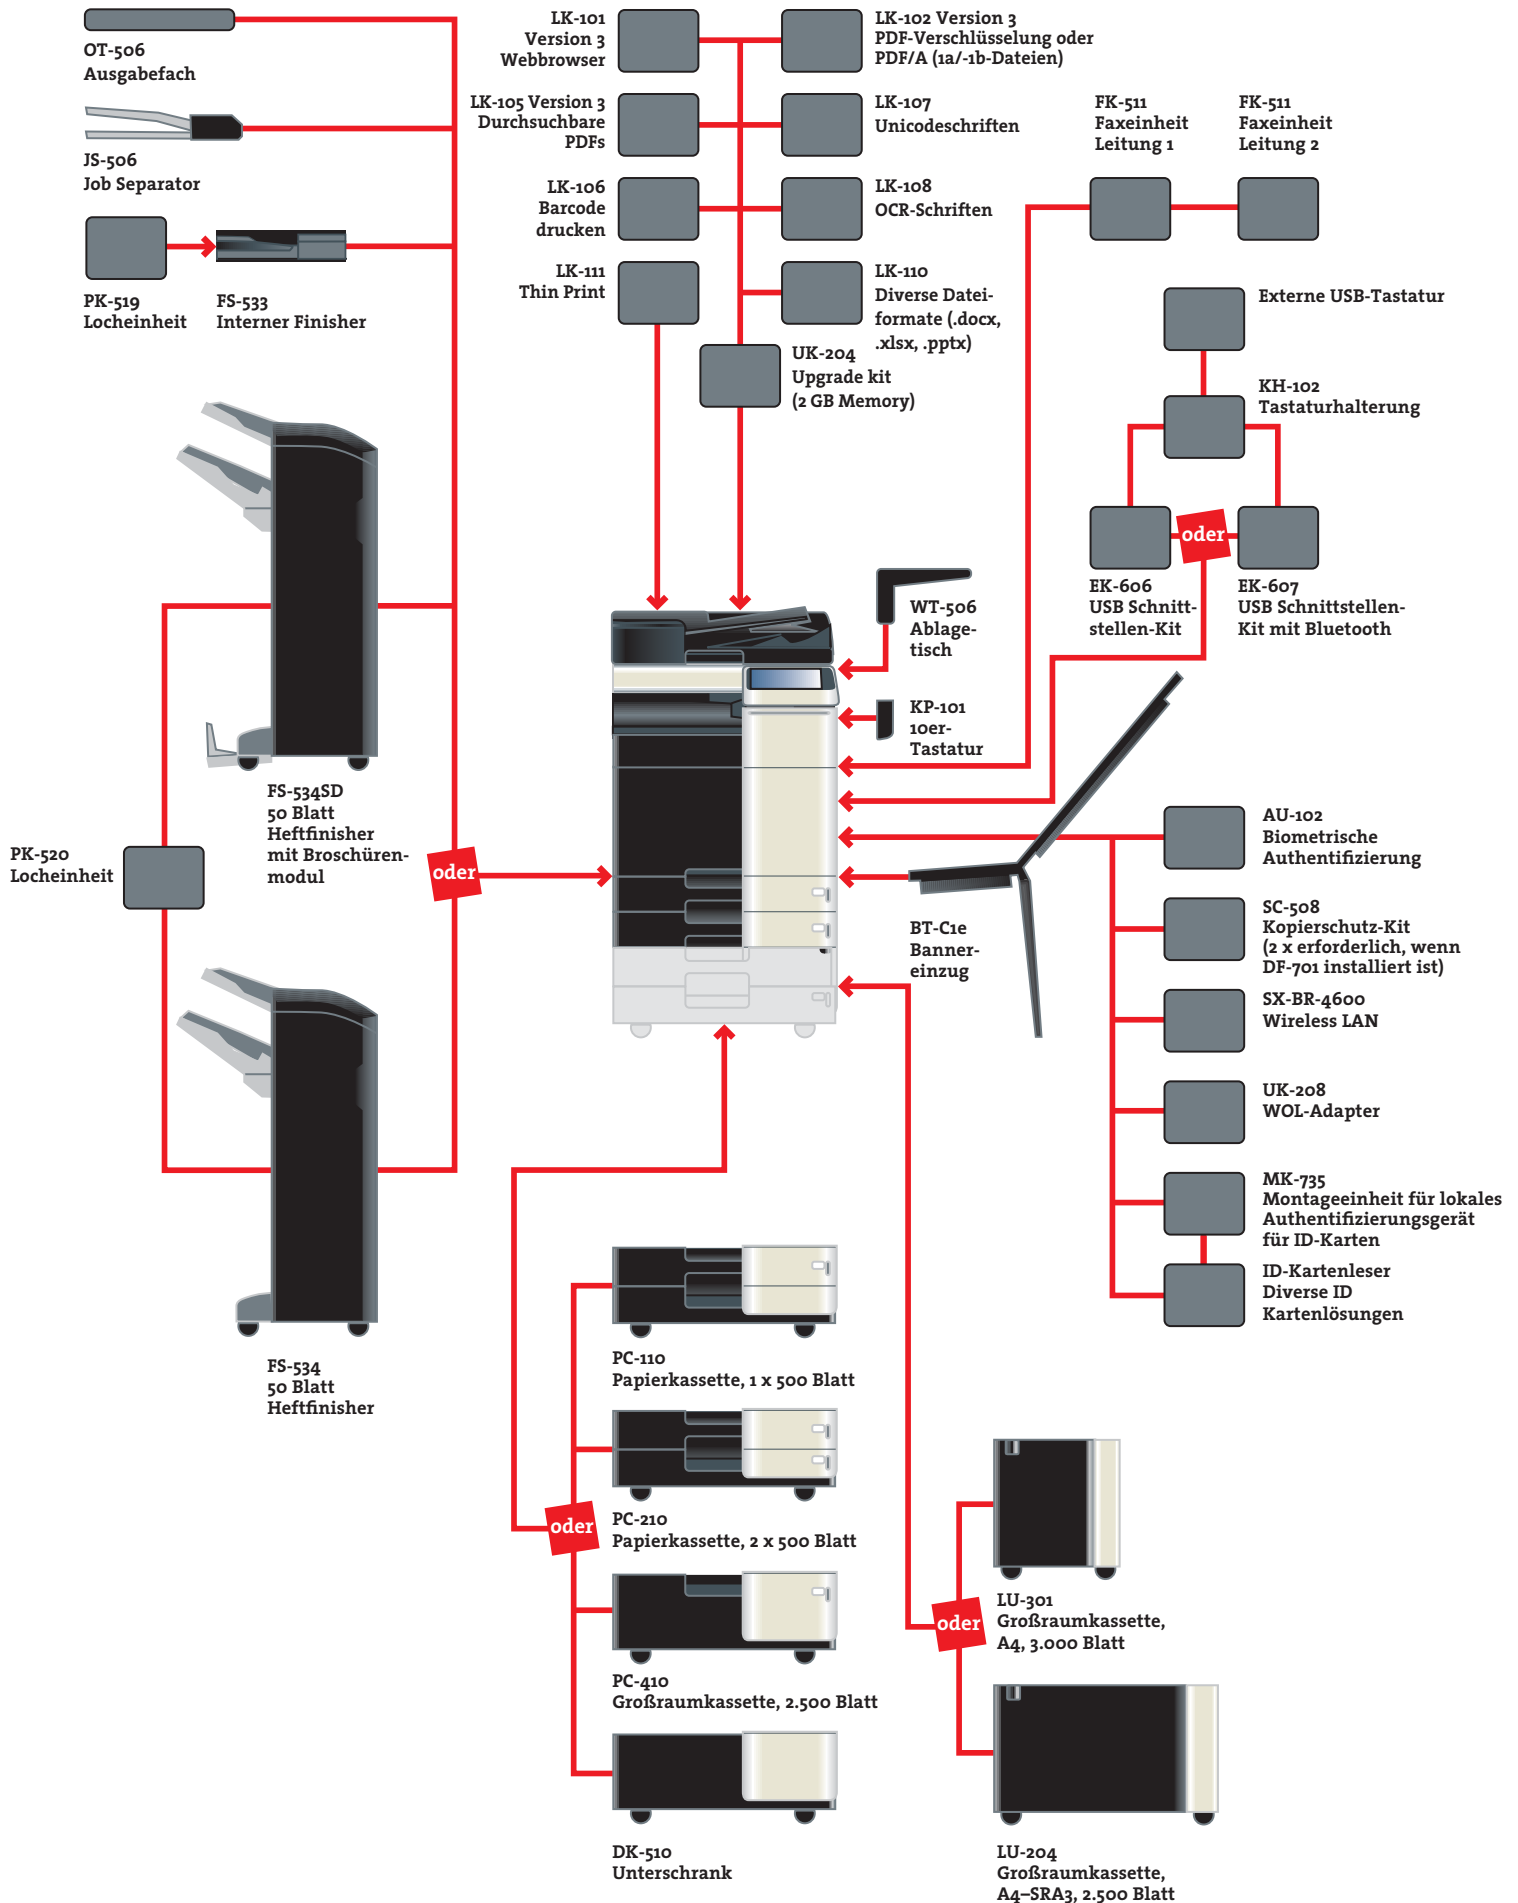 OT-506
Ausgabefach
JS-506
Job Separator
PK-519
Locheinheit
FS-533
Interner Finisher
FS-534SD
50 Blatt
Heftfinisher
mit Broschüren-
modul
PK-520
Locheinheit
oder
FS-534
50 Blatt
Heftfinisher
LK-101
Version 3
Webbrowser
LK-102 Version 3
PDF-Verschlüsselung oder
PDF/A (1a/-1b-Dateien)
LK-105 Version 3
Durchsuchbare
PDFs
LK-107
Unicodeschriften
LK-106
Barcode
drucken
LK-108
OCR-Schriften
LK-111
Thin Print
LK-110
Diverse Datei-
formate (.docx,
.xlsx, .pptx)
UK-204
Upgrade kit
(2 GB Memory)
FK-511
Faxeinheit
Leitung 1
FK-511
Faxeinheit
Leitung 2
Externe USB-Tastatur
KH-102
Tastaturhalterung
oder
EK-606
USB Schnitt-
stellen-Kit
EK-607
USB Schnittstellen-
Kit mit Bluetooth
WT-506
Ablage-
tisch
KP-101
10er-
Tastatur
BT-C1e
Banner-
einzug
AU-102
Biometrische
Authentifizierung
SC-508
Kopierschutz-Kit
(2 x erforderlich, wenn
DF-701 installiert ist)
SX-BR-4600
Wireless LAN
UK-208
WOL-Adapter
MK-735
Montageeinheit für lokales
Authentifizierungsgerät
für ID-Karten
ID-Kartenleser
Diverse ID
Kartenlösungen
PC-110
Papierkassette, 1 x 500 Blatt
oder
PC-210
Papierkassette, 2 x 500 Blatt
PC-410
Großraumkassette, 2.500 Blatt
DK-510
Unterschrank
oder
LU-301
Großraumkassette,
A4, 3.000 Blatt
LU-204
Großraumkassette,
A4–SRA3, 2.500 Blatt